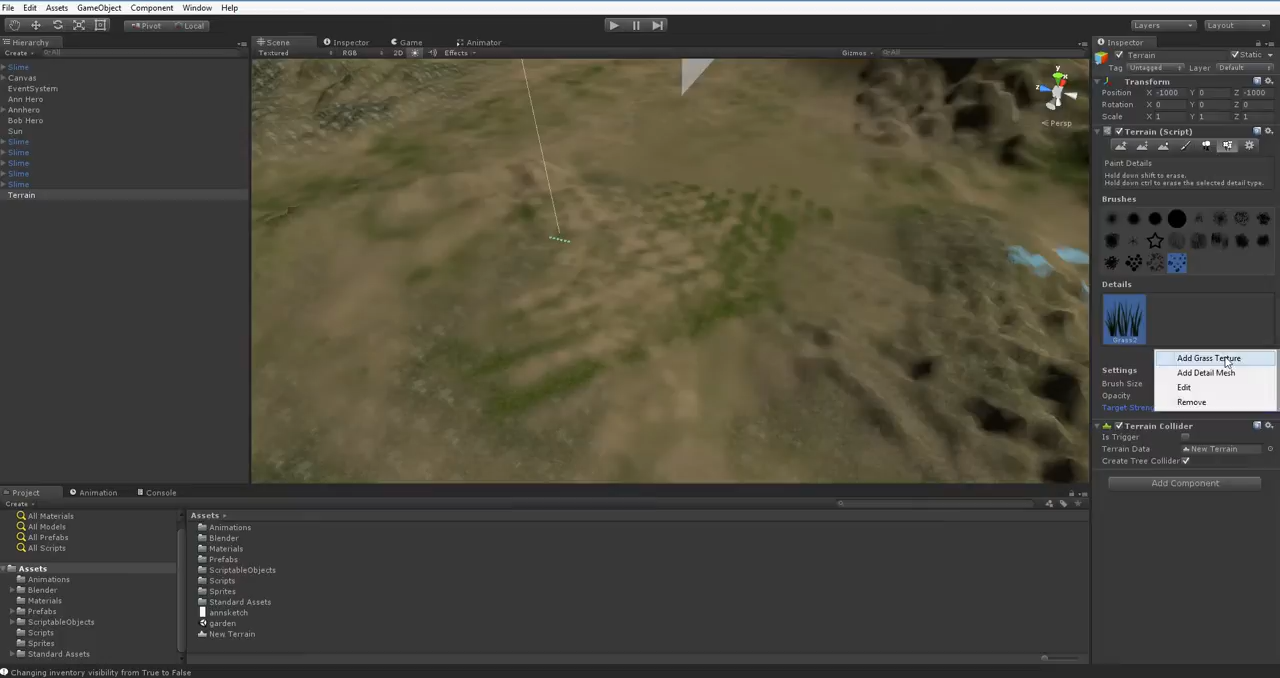 File Edit Assets GameObject Component Window Help
Pivot Local Layers Layout
Hierarchy
Create All
Slime
Canvas
EventSystem
Ann Hero
Annhero
Bob Hero
Sun
Slime
Slime
Slime
Slime
Slime
Terrain
Scene Inspector Game Animator
Textured RGB 2D Effects Gizmos All
y
x
z
Persp
Inspector
Terrain Static
Tag Untagged Layer Default
Transform
Position X -1000 Y 0 Z -1000
Rotation X 0 Y 0 Z 0
Scale X 1 Y 1 Z 1
Terrain (Script)
Paint Details
Hold down shift to erase.
Hold down ctrl to erase the selected detail type.
Brushes
Details
Grass2
Add Grass Texture
Add Detail Mesh
Edit
Remove
Settings
Brush Size
Opacity
Target Stren
Terrain Collider
Is Trigger
Terrain Data New Terrain
Create Tree Collider
Add Component
Project Animation Console
Create
All Materials
All Models
All Prefabs
All Scripts
Assets
Animations
Blender
Materials
Prefabs
ScriptableObjects
Scripts
Sprites
Standard Assets
Assets
Animations
Blender
Materials
Prefabs
ScriptableObjects
Scripts
Sprites
Standard Assets
annsketch
garden
New Terrain
Changing inventory visibility from True to False